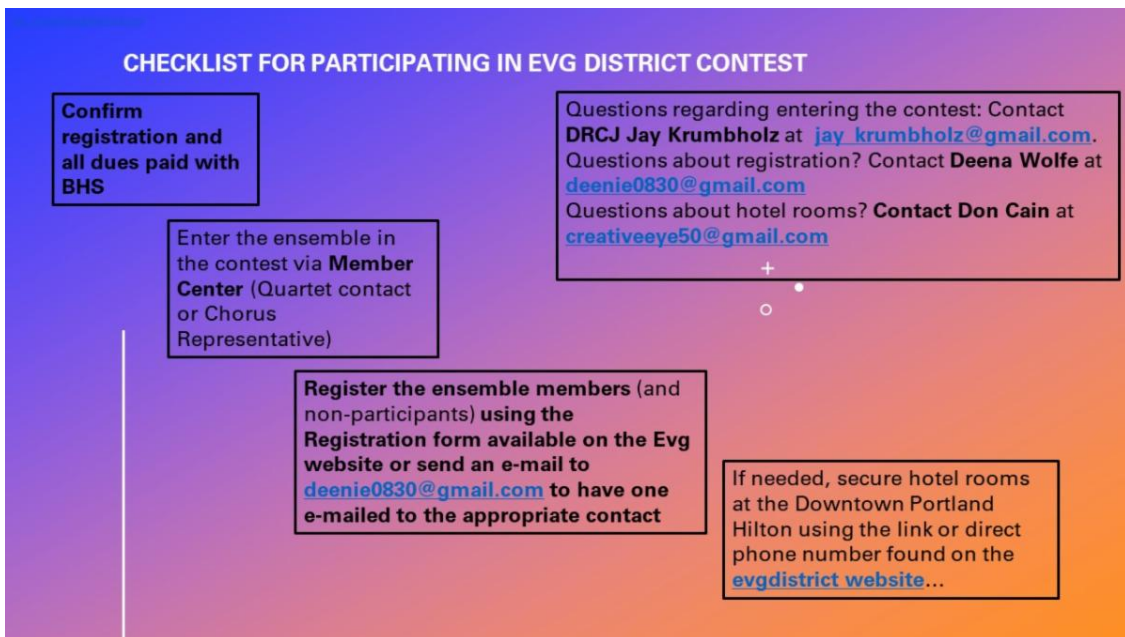 CHECKLIST FOR PARTICIPATING IN EVG DISTRICT CONTEST
Confirm
registration and
all dues paid with
BHS
Questions regarding entering the contest: Contact
DRCJ Jay Krumbholz at jay_krumbholz@gmail.com.
Questions about registration? Contact Deena Wolfe at
deenie0830@gmail.com
Questions about hotel rooms? Contact Don Cain at
creativeeye50@gmail.com
Enter the ensemble in
the contest via Member
Center (Quartet contact
or Chorus
Representative)
Register the ensemble members (and
non-participants) using the
Registration form available on the Evg
website or send an e-mail to
deenie0830@gmail.com to have one
e-mailed to the appropriate contact
If needed, secure hotel rooms
at the Downtown Portland
Hilton using the link or direct
phone number found on the
evgdistrict website...